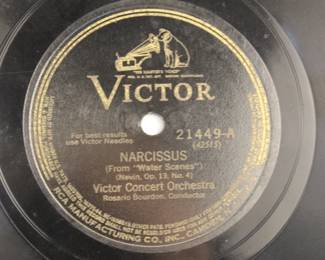 "HIS MASTER'S VOICE"
VICTOR
For best results
use Victor Needles
21449-A
(42515)
NARCISSUS
(From "Water Scenes")
(Nevin, Op. 13, No. 4)
Victor Concert Orchestra
Rosario Bourdon, Conductor
RCA MANUFACTURING CO., INC., CAMDEN